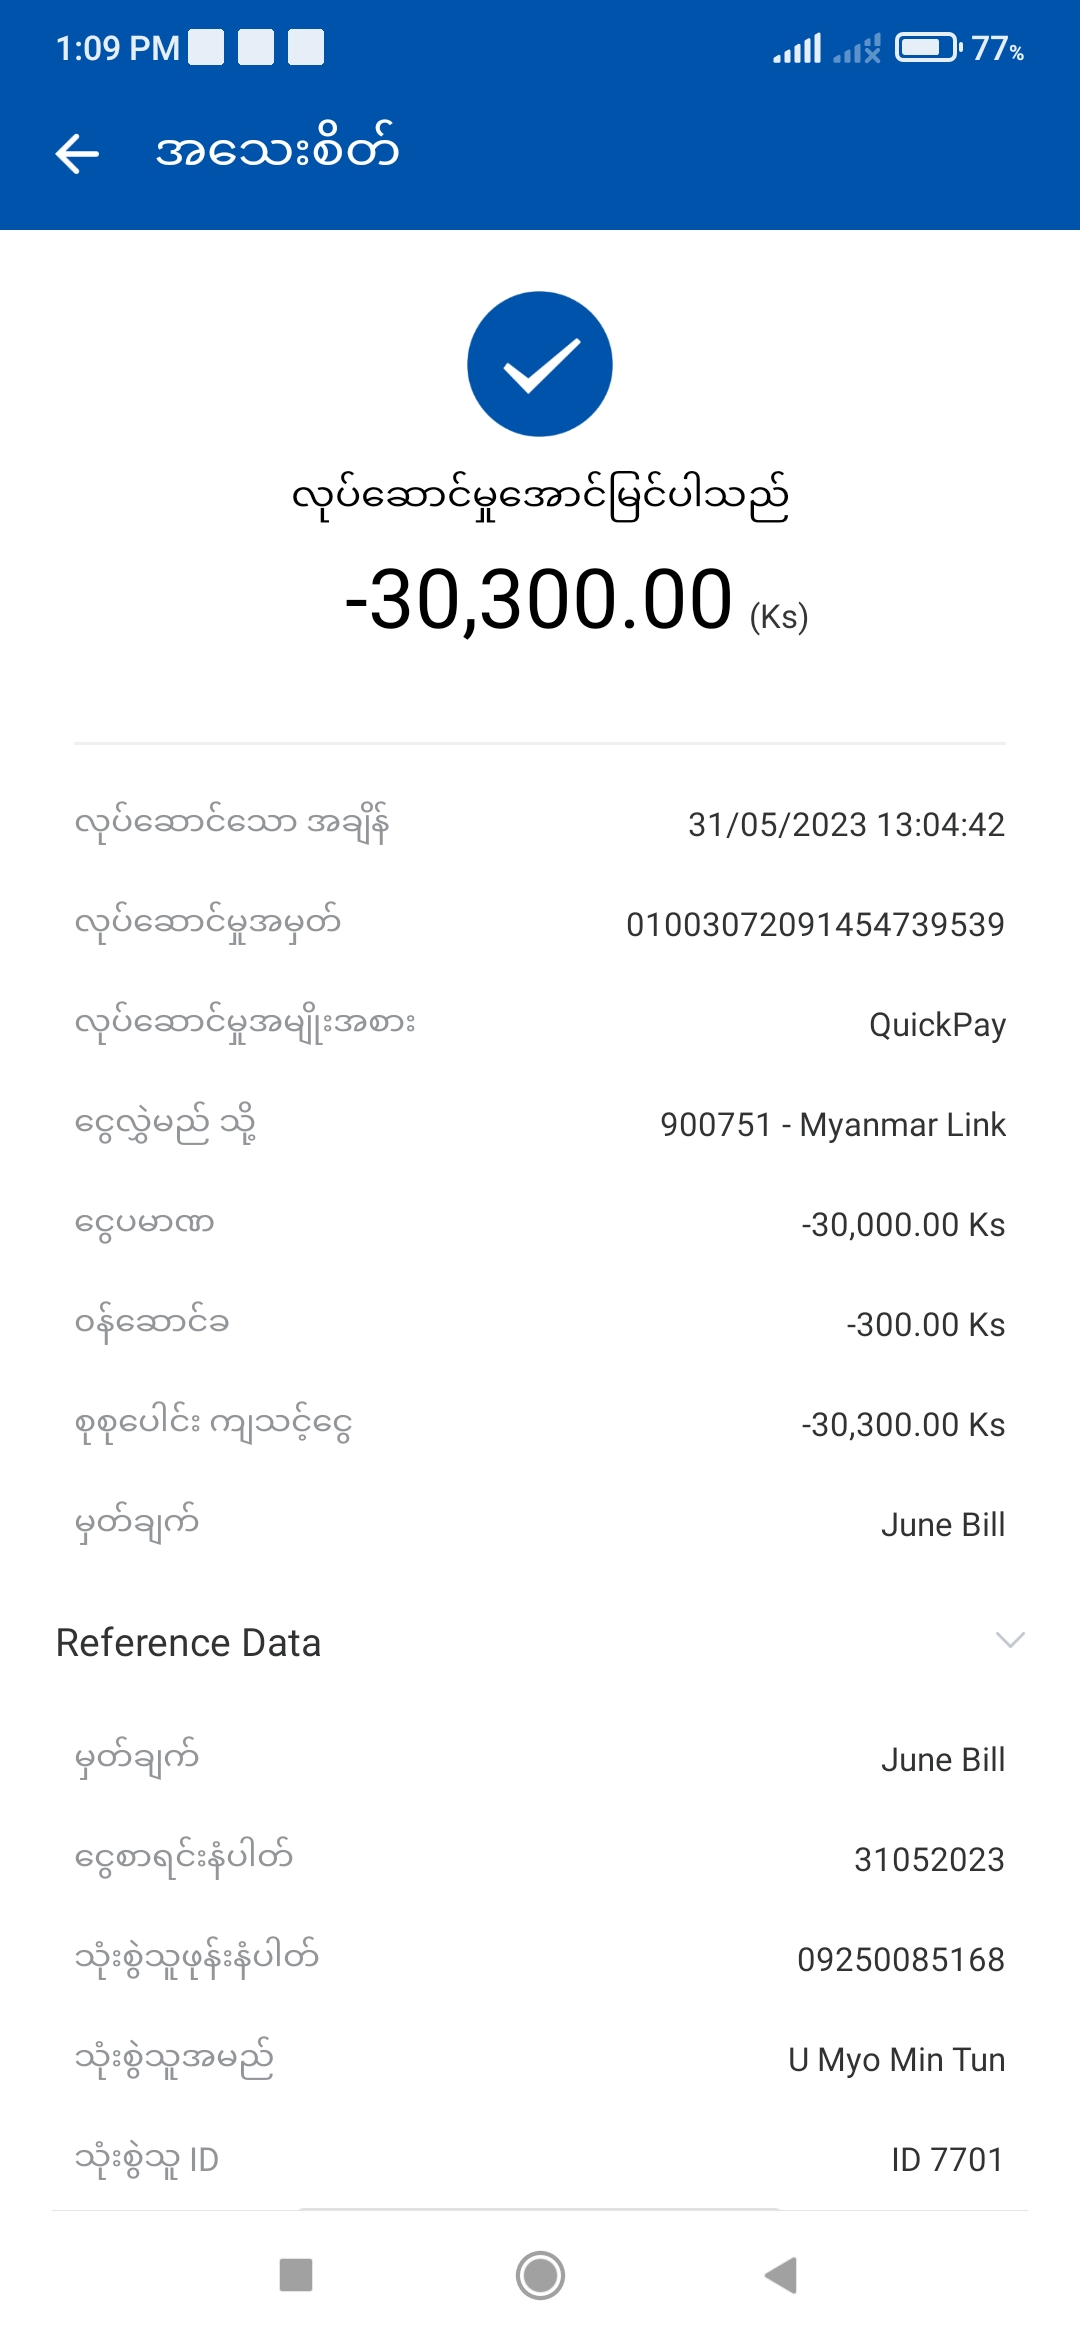 1:09 PM 77%
အသေးစိတ်
လုပ်ဆောင်မှုအောင်မြင်ပါသည်
-30,300.00 (Ks)
လုပ်ဆောင်သော အချိန် 31/05/2023 13:04:42
လုပ်ဆောင်မှုအမှတ် 01003072091454739539
လုပ်ဆောင်မှုအမျိုးအစား QuickPay
ငွေလွှဲမည် သို့ 900751 - Myanmar Link
ငွေပမာဏ -30,000.00 Ks
ဝန်ဆောင်ခ -300.00 Ks
စုစုပေါင်း ကျသင့်ငွေ -30,300.00 Ks
မှတ်ချက် June Bill
Reference Data
မှတ်ချက် June Bill
ငွေစာရင်းနံပါတ် 31052023
သုံးစွဲသူဖုန်းနံပါတ် 09250085168
သုံးစွဲသူအမည် U Myo Min Tun
သုံးစွဲသူ ID ID 7701